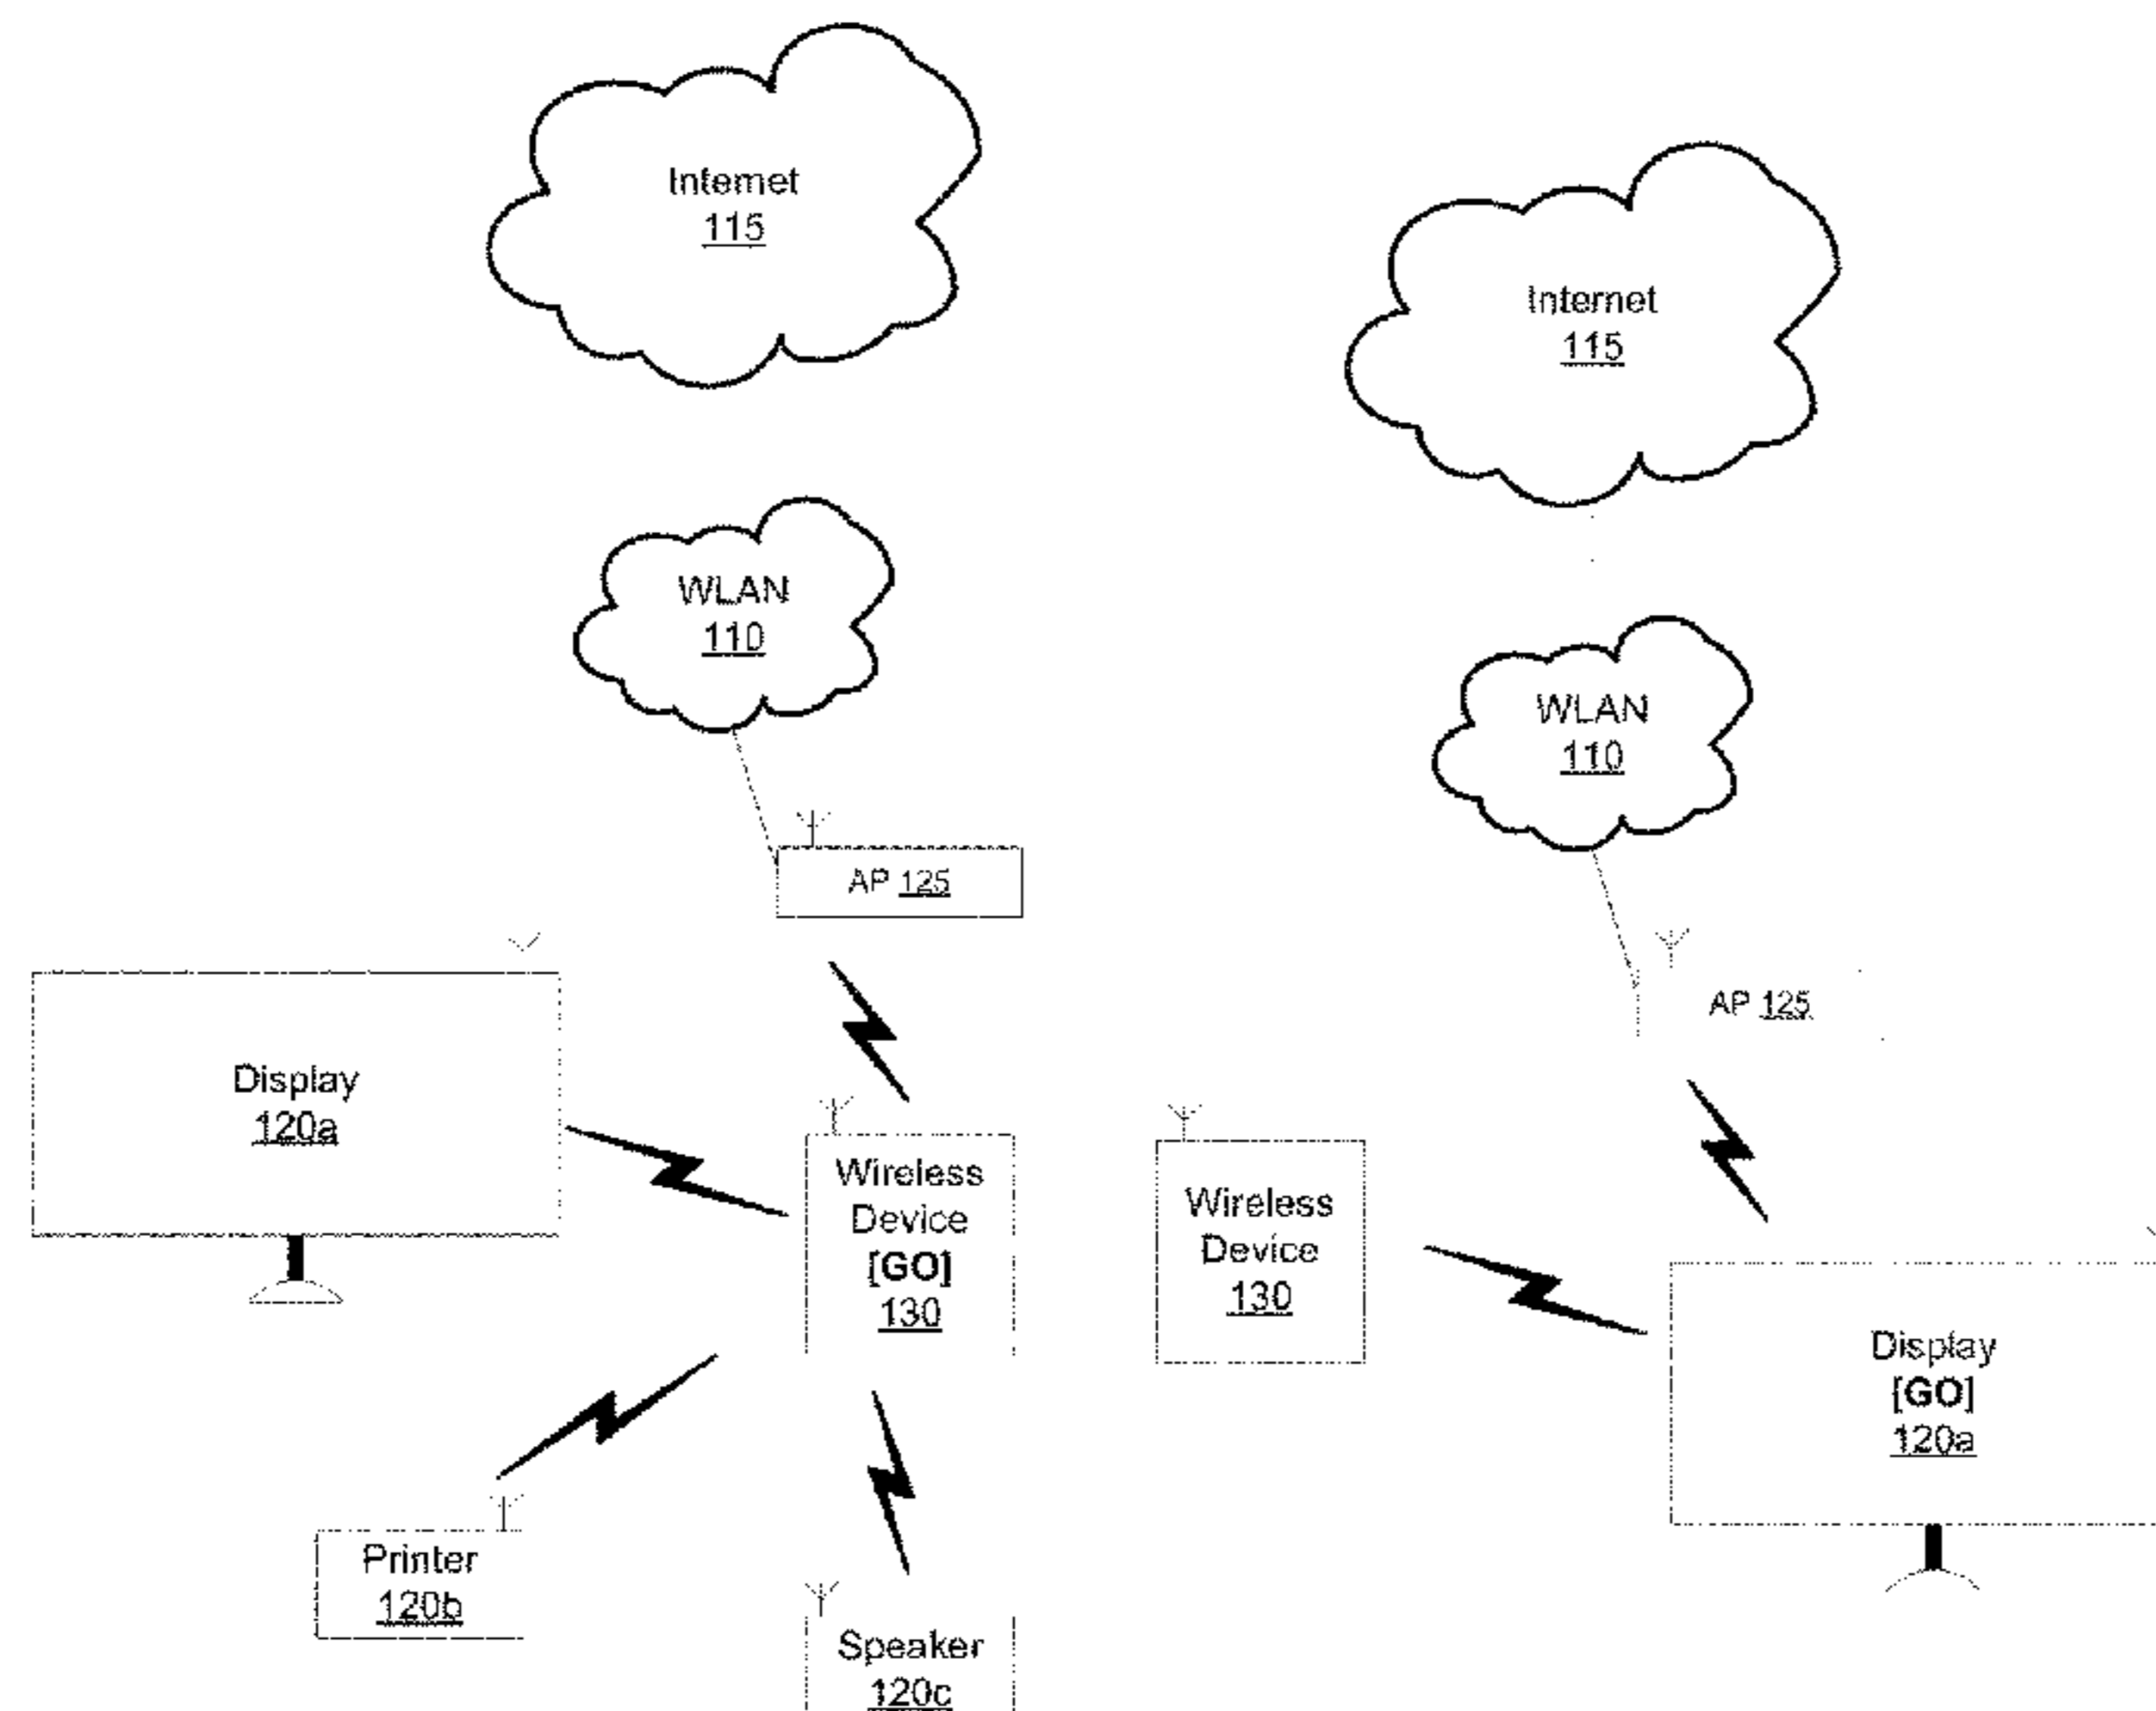 Internet
115
WLAN
110
AP 125
Display
120a
Wireless
Device
[GO]
130
Printer
120b
Speaker
120c
Internet
115
WLAN
110
AP 125
Wireless
Device
130
Display
[GO]
120a